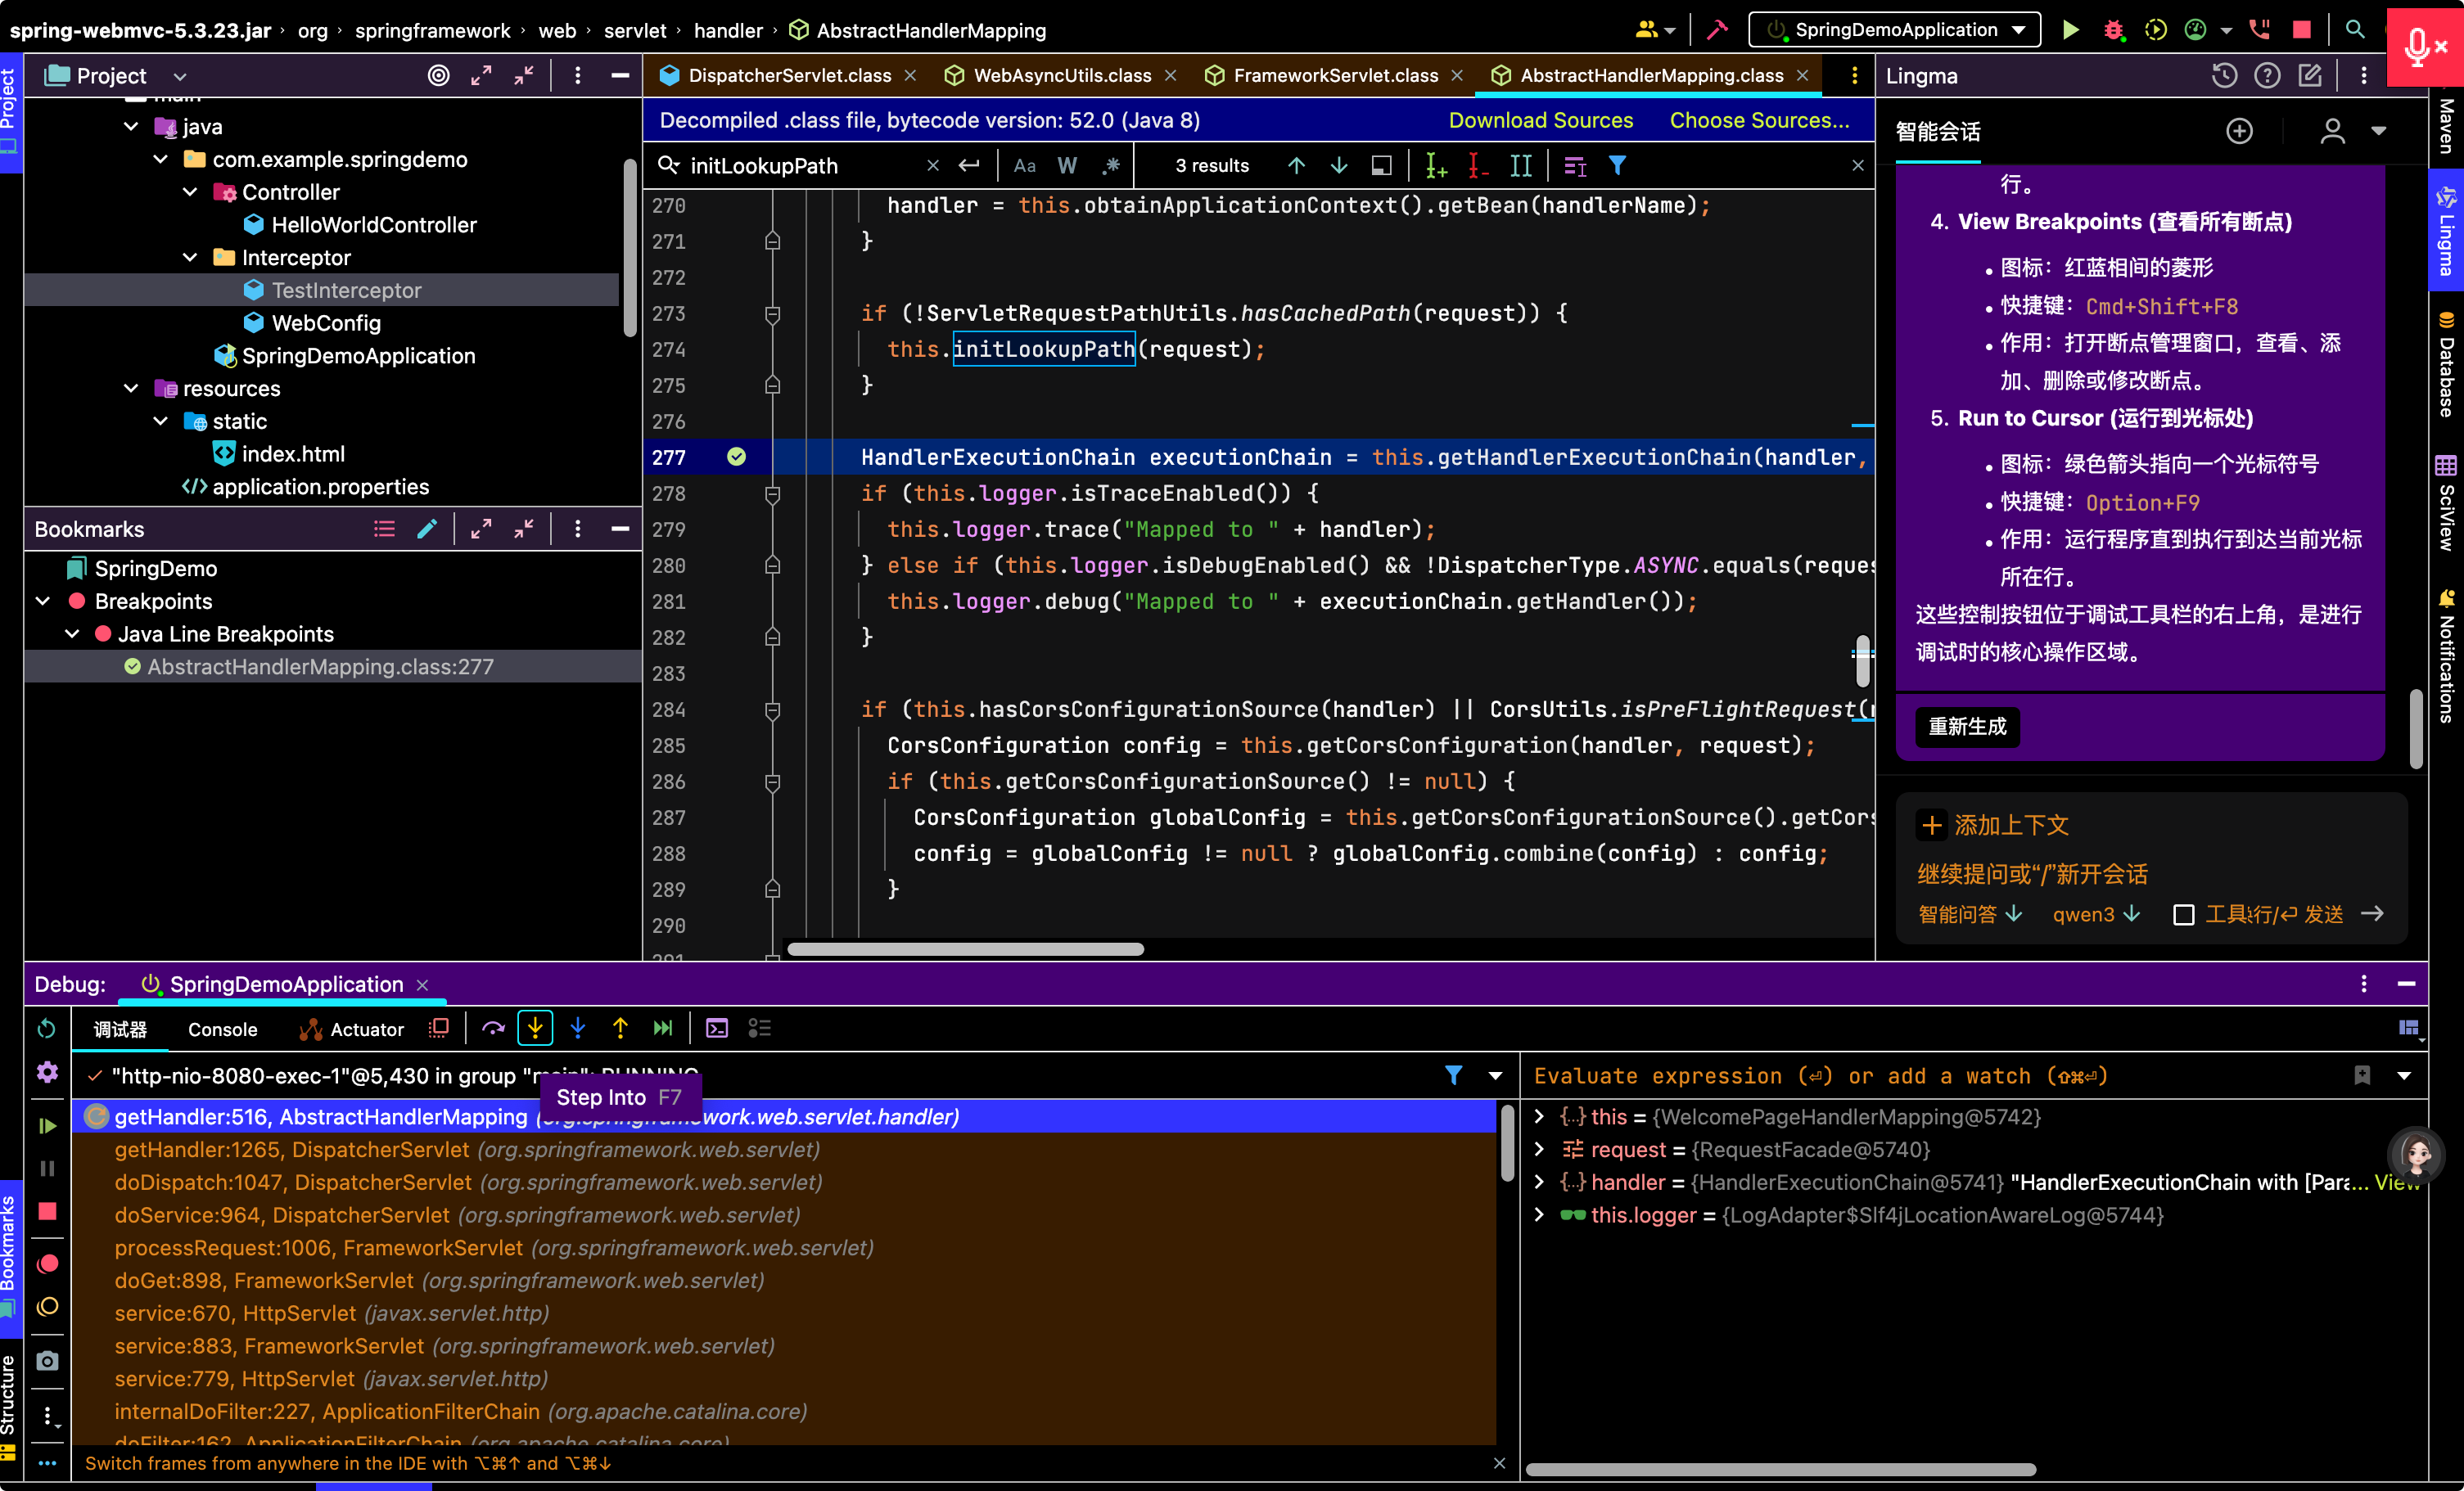 spring-webmvc-5.3.23.jar › org › springframework › web › servlet › handler › AbstractHandlerMapping
SpringDemoApplication
Project
java
com.example.springdemo
Controller
HelloWorldController
Interceptor
TestInterceptor
WebConfig
SpringDemoApplication
resources
static
index.html
application.properties
Bookmarks
SpringDemo
Breakpoints
Java Line Breakpoints
AbstractHandlerMapping.class:277
DispatcherServlet.class
WebAsyncUtils.class
FrameworkServlet.class
AbstractHandlerMapping.class
Decompiled .class file, bytecode version: 52.0 (Java 8)
Download Sources
Choose Sources...
initLookupPath
Aa
W
.*
3 results
270 handler = this.obtainApplicationContext().getBean(handlerName);
271 }
272
273 if (!ServletRequestPathUtils.hasCachedPath(request)) {
274 this.initLookupPath(request);
275 }
276
277 HandlerExecutionChain executionChain = this.getHandlerExecutionChain(handler,
278 if (this.logger.isTraceEnabled()) {
279 this.logger.trace("Mapped to " + handler);
280 } else if (this.logger.isDebugEnabled() && !DispatcherType.ASYNC.equals(
281 this.logger.debug("Mapped to " + executionChain.getHandler());
282 }
283
284 if (this.hasCorsConfigurationSource(handler) || CorsUtils.isPreFlightRequest(
285 CorsConfiguration config = this.getCorsConfiguration(handler, request);
286 if (this.getCorsConfigurationSource() != null) {
287 CorsConfiguration globalConfig = this.getCorsConfigurationSource().
288 config = globalConfig != null ? globalConfig.combine(config) : config;
289 }
290
Lingma
智能会话
行。
4. View Breakpoints (查看所有断点)
• 图标：红蓝相间的菱形
• 快捷键：Cmd+Shift+F8
• 作用：打开断点管理窗口，查看、添
加、删除或修改断点。
5. Run to Cursor (运行到光标处)
• 图标：绿色箭头指向一个光标符号
• 快捷键：Option+F9
• 作用：运行程序直到执行到达当前光标
所在行。
这些控制按钮位于调试工具栏的右上角，是进行
调试时的核心操作区域。
重新生成
添加上下文
继续提问或“/”新开会话
智能问答
qwen3
工具
行/⏎ 发送
Project
Bookmarks
Structure
Maven
Lingma
Database
SciView
Notifications
Debug:
SpringDemoApplication
调试器
Console
Actuator
"http-nio-8080-exec-1"@5,430 in group
Step Into F7
getHandler:516, AbstractHandlerMapping
work.web.servlet.handler)
getHandler:1265, DispatcherServlet (org.springframework.web.servlet)
doDispatch:1047, DispatcherServlet (org.springframework.web.servlet)
doService:964, DispatcherServlet (org.springframework.web.servlet)
processRequest:1006, FrameworkServlet (org.springframework.web.servlet)
doGet:898, FrameworkServlet (org.springframework.web.servlet)
service:670, HttpServlet (javax.servlet.http)
service:883, FrameworkServlet (org.springframework.web.servlet)
service:779, HttpServlet (javax.servlet.http)
internalDoFilter:227, ApplicationFilterChain (org.apache.catalina.core)
doFilter:162, ApplicationFilterChain (org.apache.catalina.core)
Switch frames from anywhere in the IDE with ⌥⌘↑ and ⌥⌘↓
Evaluate expression (⏎) or add a watch (⇧⌘⏎)
this = {WelcomePageHandlerMapping@5742}
request = {RequestFacade@5740}
handler = {HandlerExecutionChain@5741} "HandlerExecutionChain with [Para... View
this.logger = {LogAdapter$Slf4jLocationAwareLog@5744}